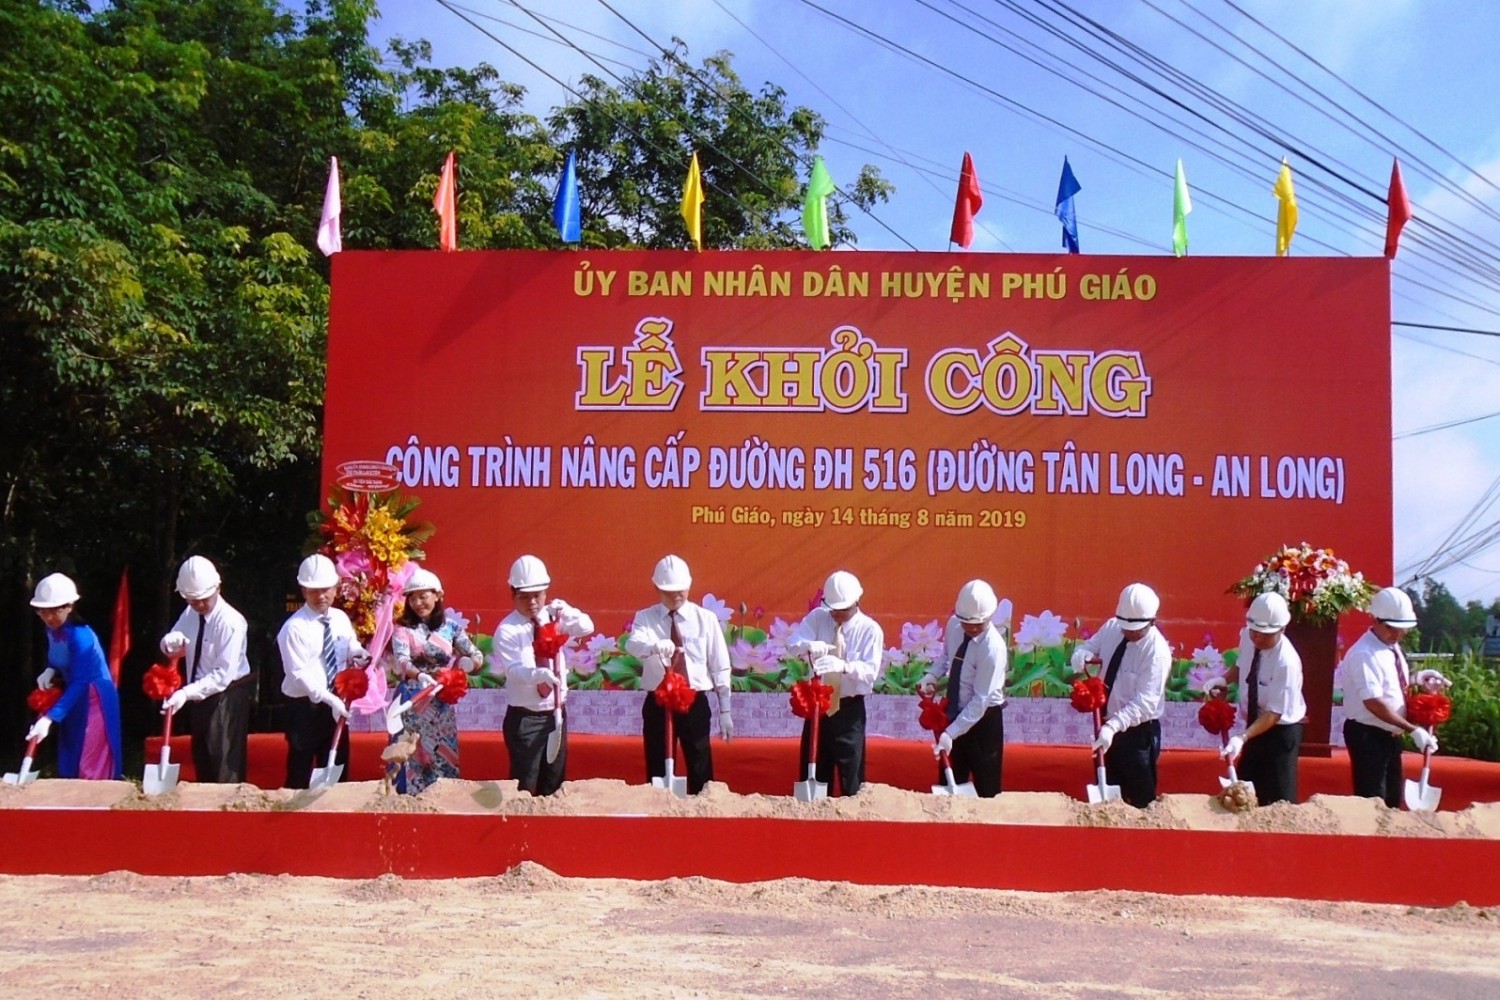 ỦY BAN NHÂN DÂN HUYỆN PHÚ GIÁO
LỄ KHỞI CÔNG
CÔNG TRÌNH NÂNG CẤP ĐƯỜNG ĐH 516 (ĐƯỜNG TÂN LONG - AN LONG)
Phú Giáo, ngày 14 tháng 8 năm 2019